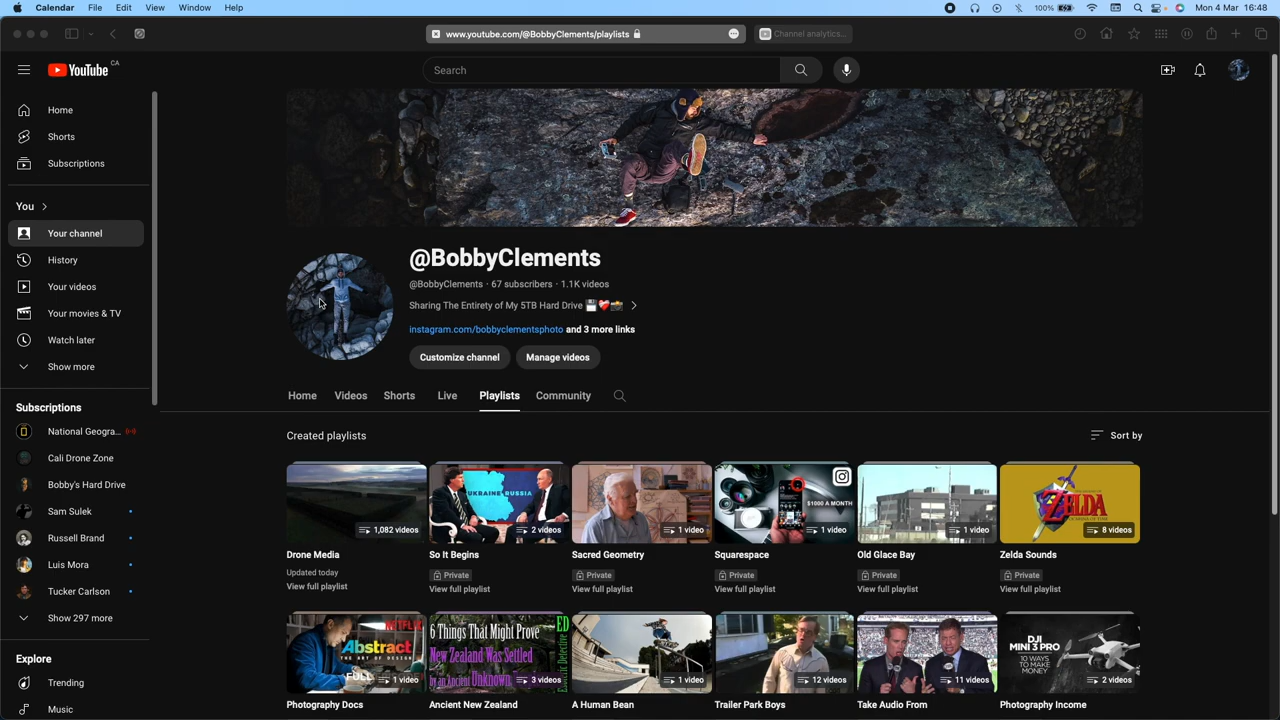 Calendar File Edit View Window Help
100% Mon 4 Mar 16:48
www.youtube.com/@BobbyClements/playlists
Channel analytics...
YouTube CA
Search
Home
Shorts
Subscriptions
You
Your channel
History
Your videos
Your movies & TV
Watch later
Show more
Subscriptions
National Geogra...
Cali Drone Zone
Bobby's Hard Drive
Sam Sulek
Russell Brand
Luis Mora
Tucker Carlson
Show 297 more
Explore
Trending
Music
@BobbyClements
@BobbyClements · 67 subscribers · 1.1K videos
Sharing The Entirety of My 5TB Hard Drive
instagram.com/bobbyclementsphoto and 3 more links
Customize channel Manage videos
Home Videos Shorts Live Playlists Community
Created playlists
Sort by
1,082 videos
Drone Media
Updated today
View full playlist
UKRAINE RUSSIA
2 videos
So It Begins
Private
View full playlist
1 video
Sacred Geometry
Private
View full playlist
$1000 A MONTH
1 video
Squarespace
Private
View full playlist
1 video
Old Glace Bay
Private
View full playlist
ZELDA
8 videos
Zelda Sounds
Private
View full playlist
NETFLIX
Abstract
THE ART OF DESIGN
FULL
1 video
Photography Docs
6 Things That Might Prove
New Zealand Was Settled
by an Ancient Unknown
3 videos
Ancient New Zealand
1 video
A Human Bean
12 videos
Trailer Park Boys
11 videos
Take Audio From
DJI
MINI 3 PRO
10 WAYS
TO MAKE
MONEY
2 videos
Photography Income